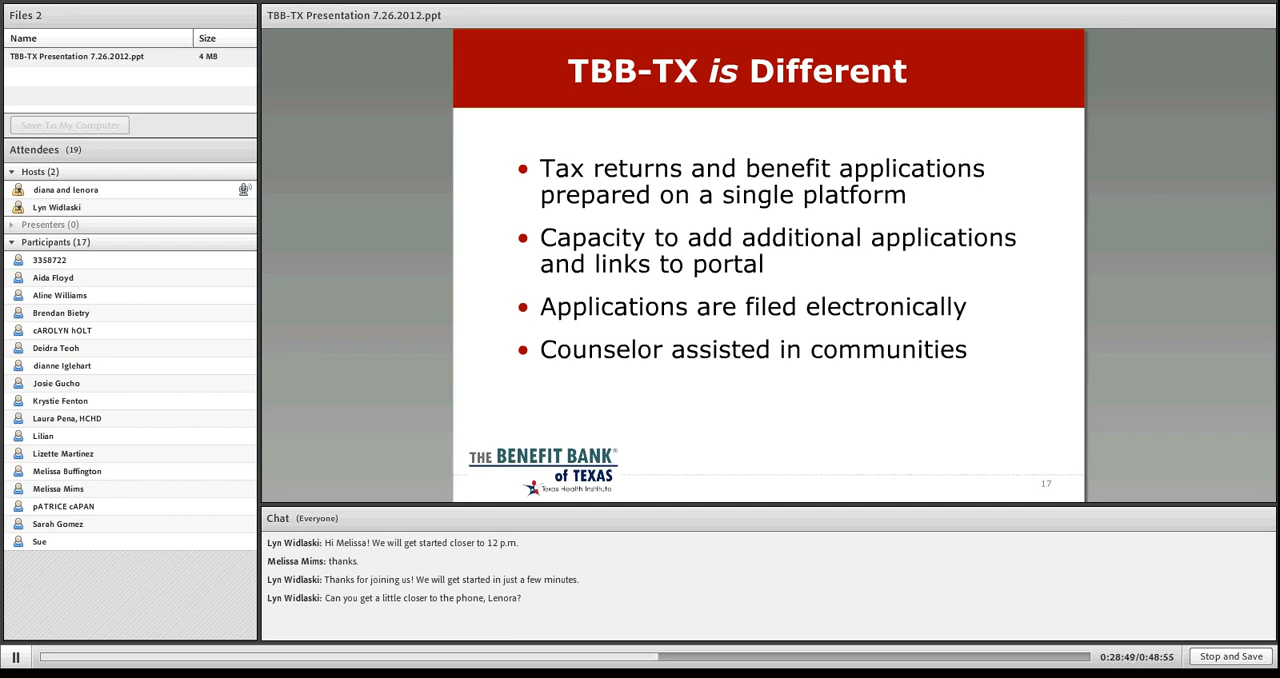 Files 2
Name Size
TBB-TX Presentation 7.26.2012.ppt 4 MB
Save To My Computer
Attendees (19)
Hosts (2)
diana and lenora
Lyn Widlaski
Presenters (0)
Participants (17)
3358722
Aida Floyd
Aline Williams
Brendan Bietry
cAROLYN hOLT
Deidra Teoh
dianne Iglehart
Josie Gucho
Krystie Fenton
Laura Pena, HCHD
Lilian
Lizette Martinez
Melissa Buffington
Melissa Mims
pATRICE cAPAN
Sarah Gomez
Sue
TBB-TX Presentation 7.26.2012.ppt
TBB-TX is Different
• Tax returns and benefit applications
prepared on a single platform
• Capacity to add additional applications
and links to portal
• Applications are filed electronically
• Counselor assisted in communities
THE BENEFIT BANK®
of TEXAS
Texas Health Institute
17
Chat (Everyone)
Lyn Widlaski: Hi Melissa! We will get started closer to 12 p.m.
Melissa Mims: thanks.
Lyn Widlaski: Thanks for joining us! We will get started in just a few minutes.
Lyn Widlaski: Can you get a little closer to the phone, Lenora?
0:28:49/0:48:55 Stop and Save